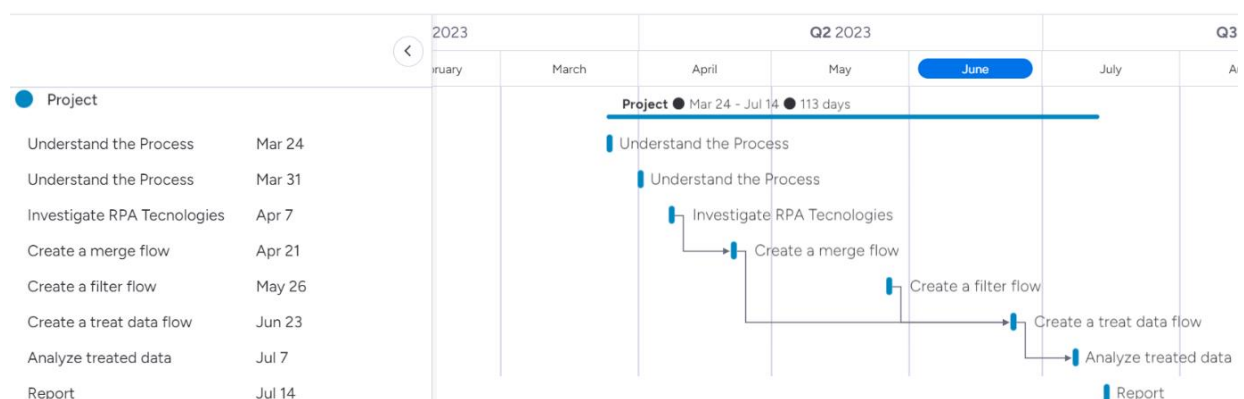 2023 Q2 2023 Q3
ruary March April May June July
Project
Project ● Mar 24 - Jul 14 ● 113 days
Understand the Process Mar 24 Understand the Process
Understand the Process Mar 31 Understand the Process
Investigate RPA Tecnologies Apr 7 Investigate RPA Tecnologies
Create a merge flow Apr 21 Create a merge flow
Create a filter flow May 26 Create a filter flow
Create a treat data flow Jun 23 Create a treat data flow
Analyze treated data Jul 7 Analyze treated data
Report Jul 14 Report